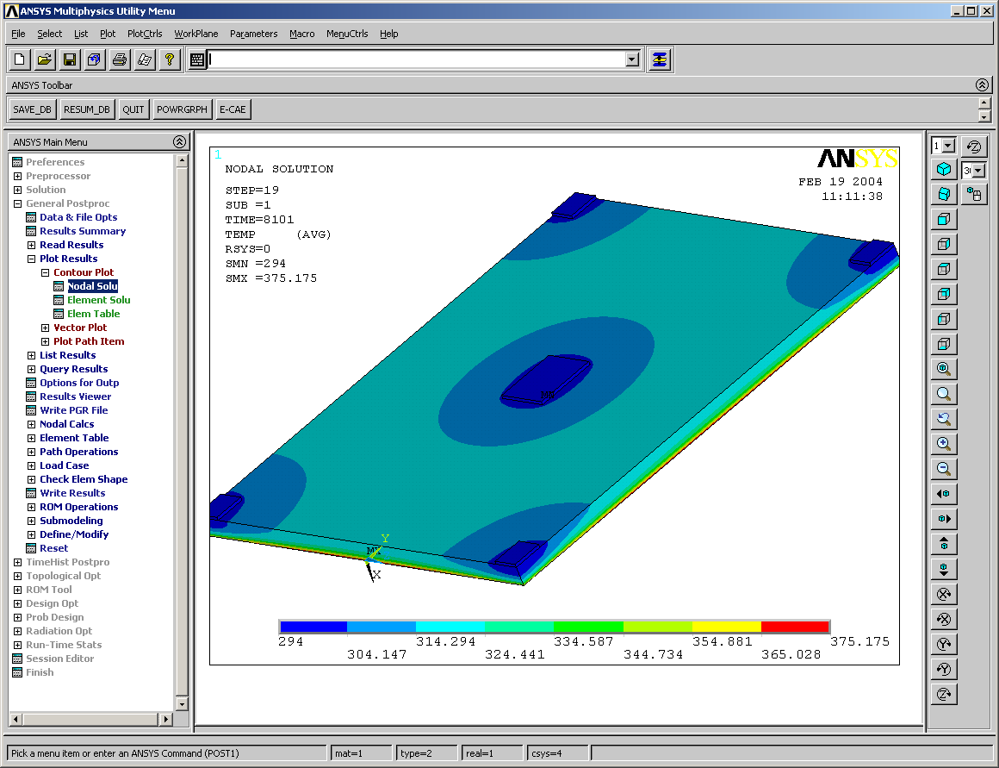 ANSYS Multiphysics Utility Menu
File Select List Plot PlotCtrls WorkPlane Parameters Macro MenuCtrls Help
ANSYS Toolbar
SAVE_DB RESUM_DB QUIT POWRGRPH E-CAE
ANSYS Main Menu
Preferences
Preprocessor
Solution
General Postproc
Data & File Opts
Results Summary
Read Results
Plot Results
Contour Plot
Nodal Solu
Element Solu
Elem Table
Vector Plot
Plot Path Item
List Results
Query Results
Options for Outp
Results Viewer
Write PGR File
Nodal Calcs
Element Table
Path Operations
Load Case
Check Elem Shape
Write Results
ROM Operations
Submodeling
Define/Modify
Reset
TimeHist Postpro
Topological Opt
ROM Tool
Design Opt
Prob Design
Radiation Opt
Run-Time Stats
Session Editor
Finish
1
NODAL SOLUTION
STEP=19
SUB =1
TIME=8101
TEMP (AVG)
RSYS=0
SMN =294
SMX =375.175
ANSYS
FEB 19 2004
11:11:38
Y
X
294 314.294 334.587 354.881 375.175
304.147 324.441 344.734 365.028
1
Pick a menu item or enter an ANSYS Command (POST1) mat=1 type=2 real=1 csys=4